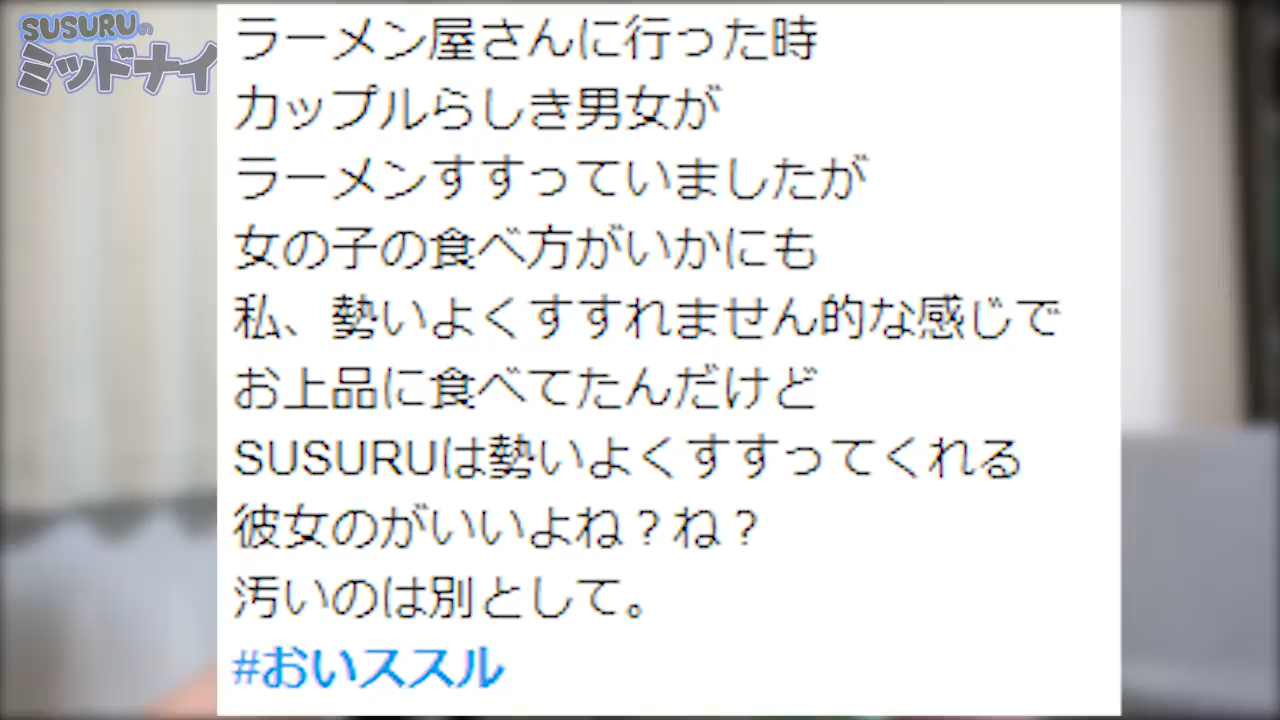 SUSURUの
ミッドナイ
ラーメン屋さんに行った時
カップルらしき男女が
ラーメンすすっていましたが
女の子の食べ方がいかにも
私、勢いよくすすれません的な感じで
お上品に食べてたんだけど
SUSURUは勢いよくすすってくれる
彼女のがいいよね？ね？
汚いのは別として。
#おいススル